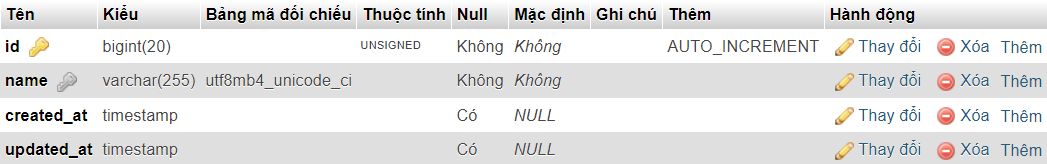 Tên Kiểu Bảng mã đối chiếu Thuộc tính Null Mặc định Ghi chú Thêm Hành động
id bigint(20) UNSIGNED Không Không AUTO_INCREMENT Thay đổi Xóa Thêm
name varchar(255) utf8mb4_unicode_ci Không Không Thay đổi Xóa Thêm
created_at timestamp Có NULL Thay đổi Xóa Thêm
updated_at timestamp Có NULL Thay đổi Xóa Thêm